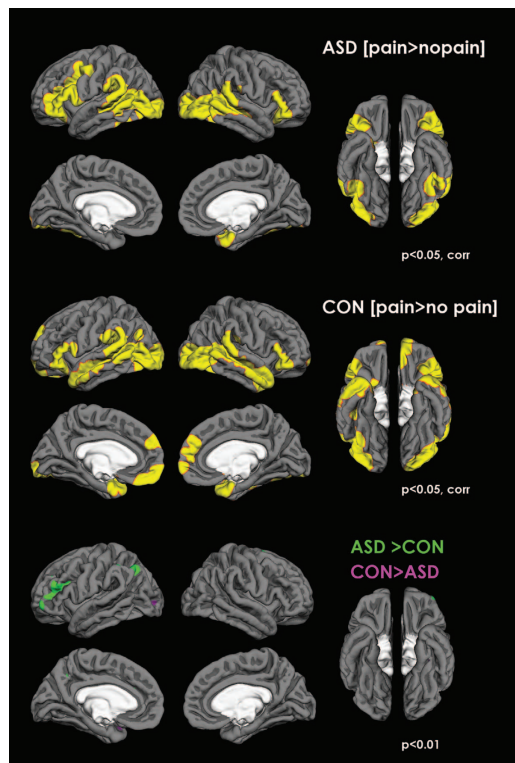 ASD [pain>nopain]
p<0.05, corr
CON [pain>no pain]
p<0.05, corr
ASD >CON
CON>ASD
p<0.01